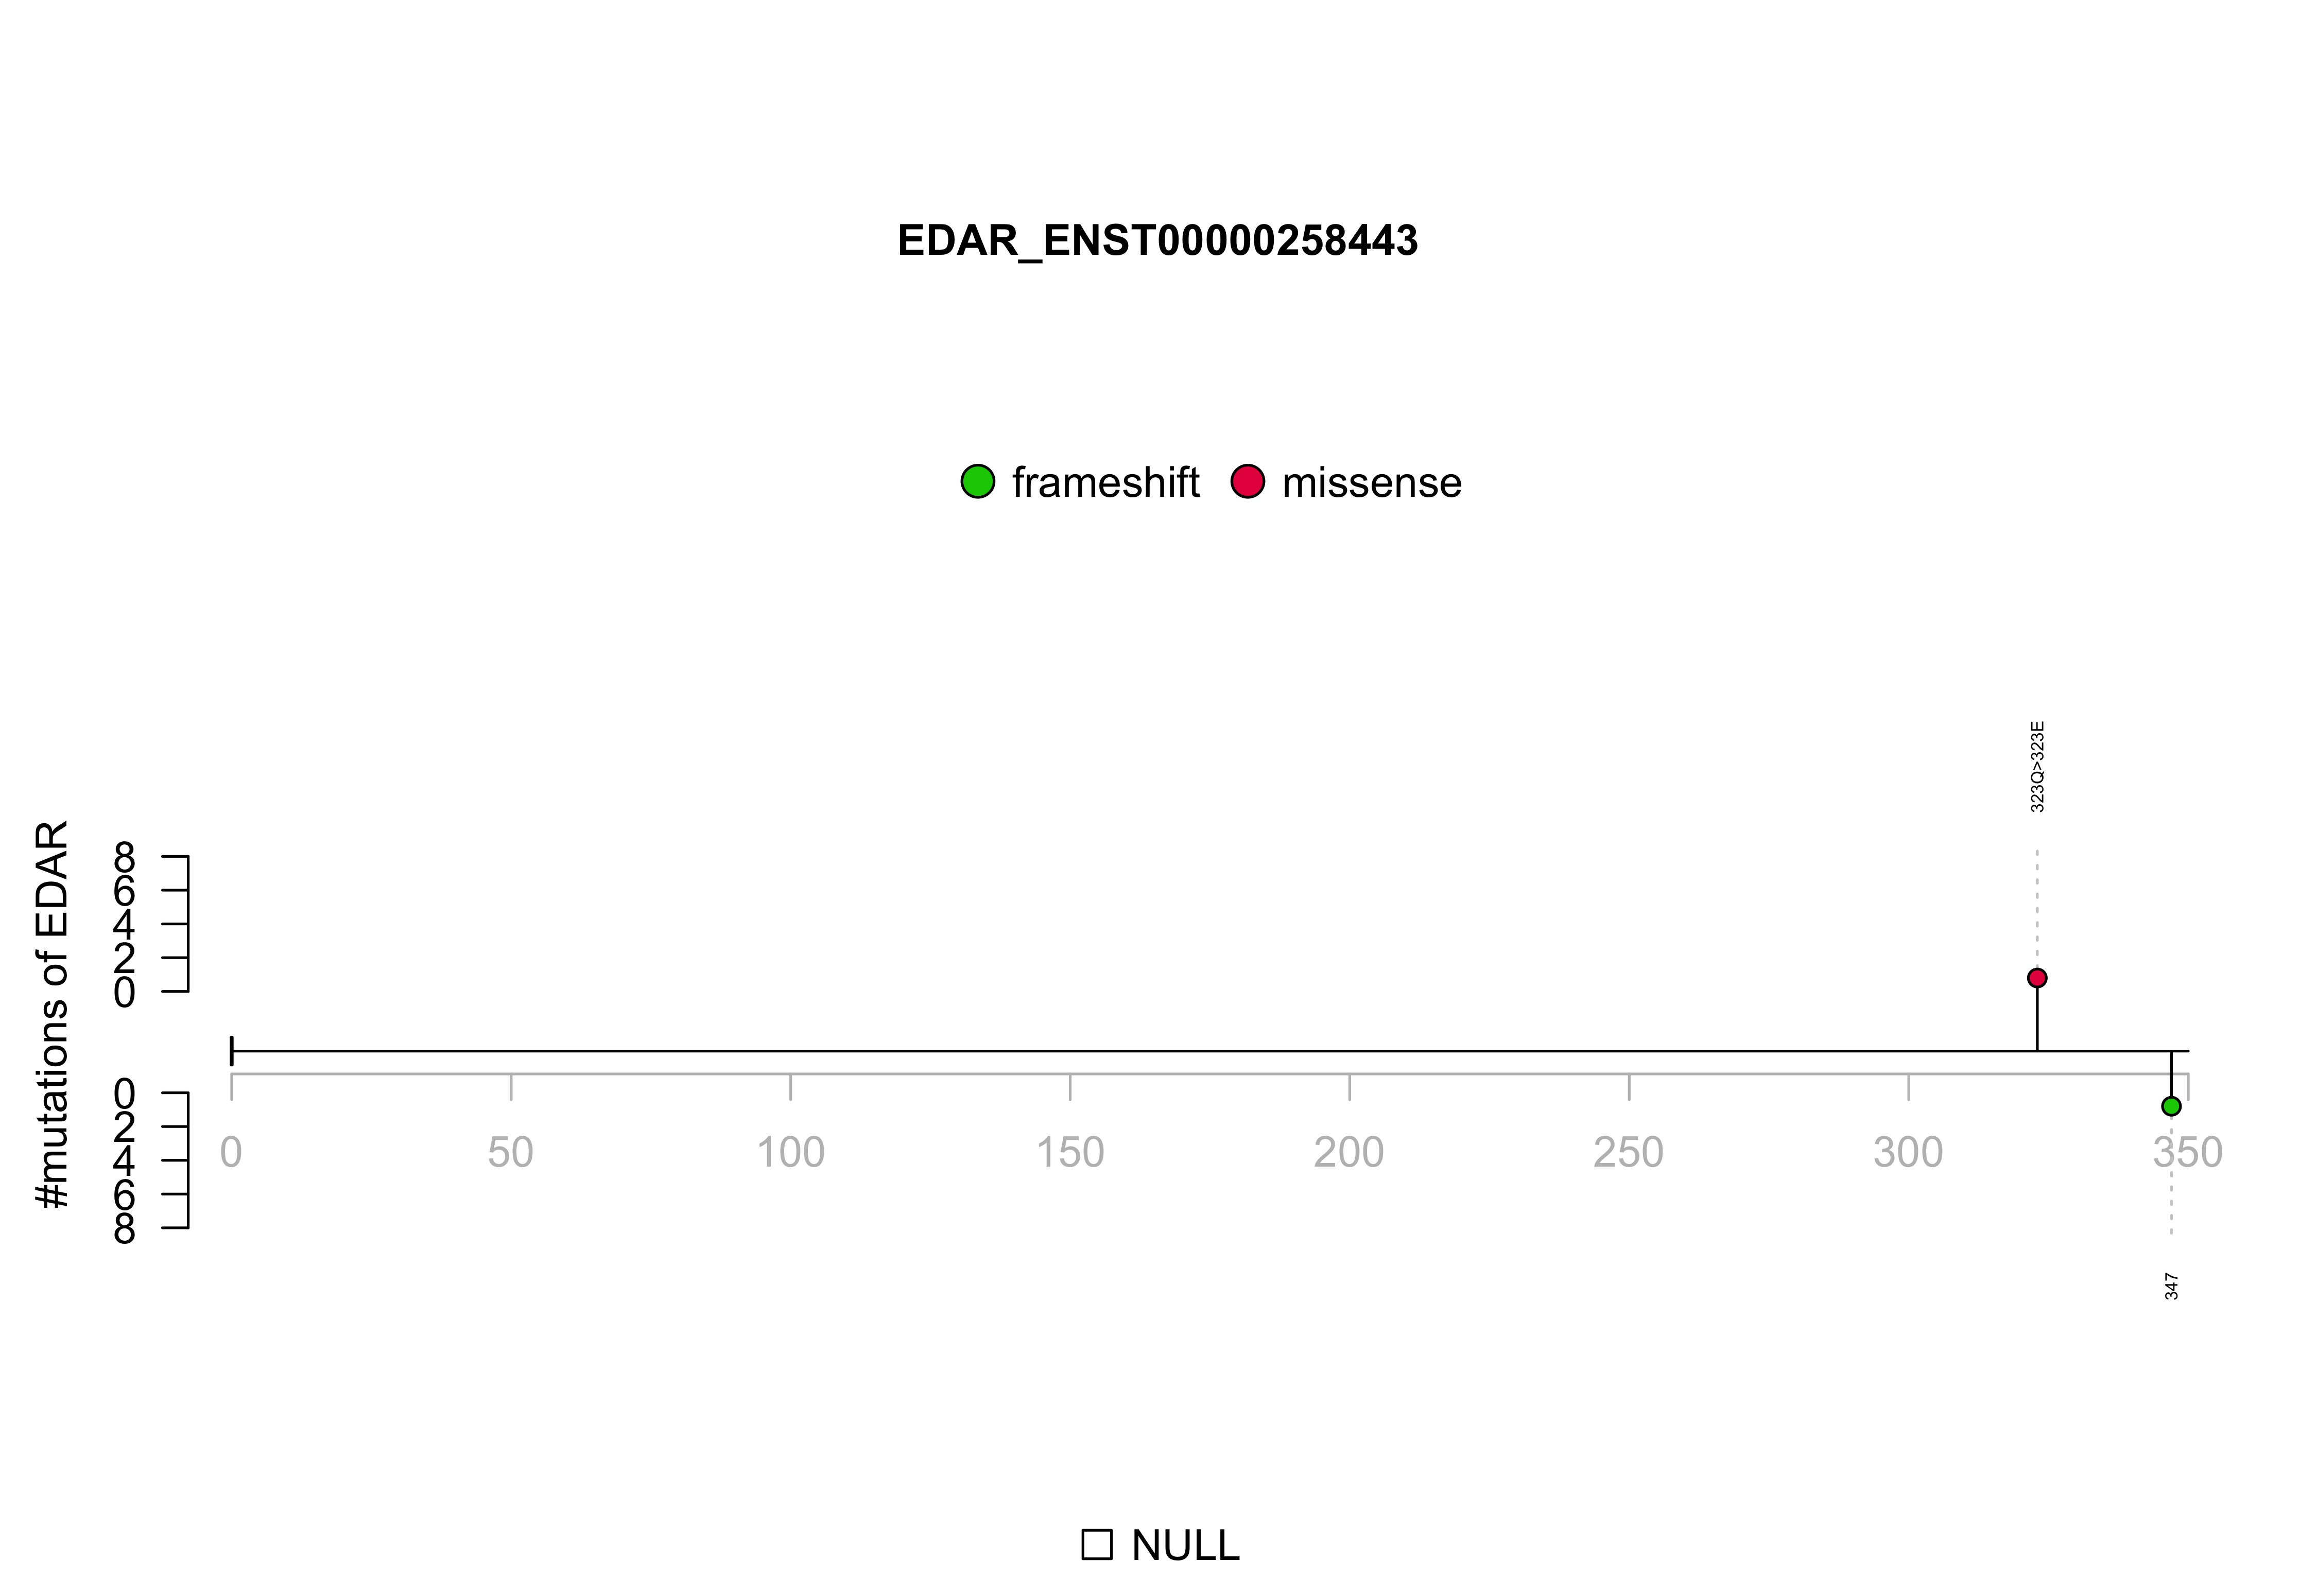 EDAR_ENST00000258443
frameshift missense
323Q>323E
#mutations of EDAR
8
6
4
2
0
0
2
4
6
8
0 50 100 150 200 250 300 350
347
NULL